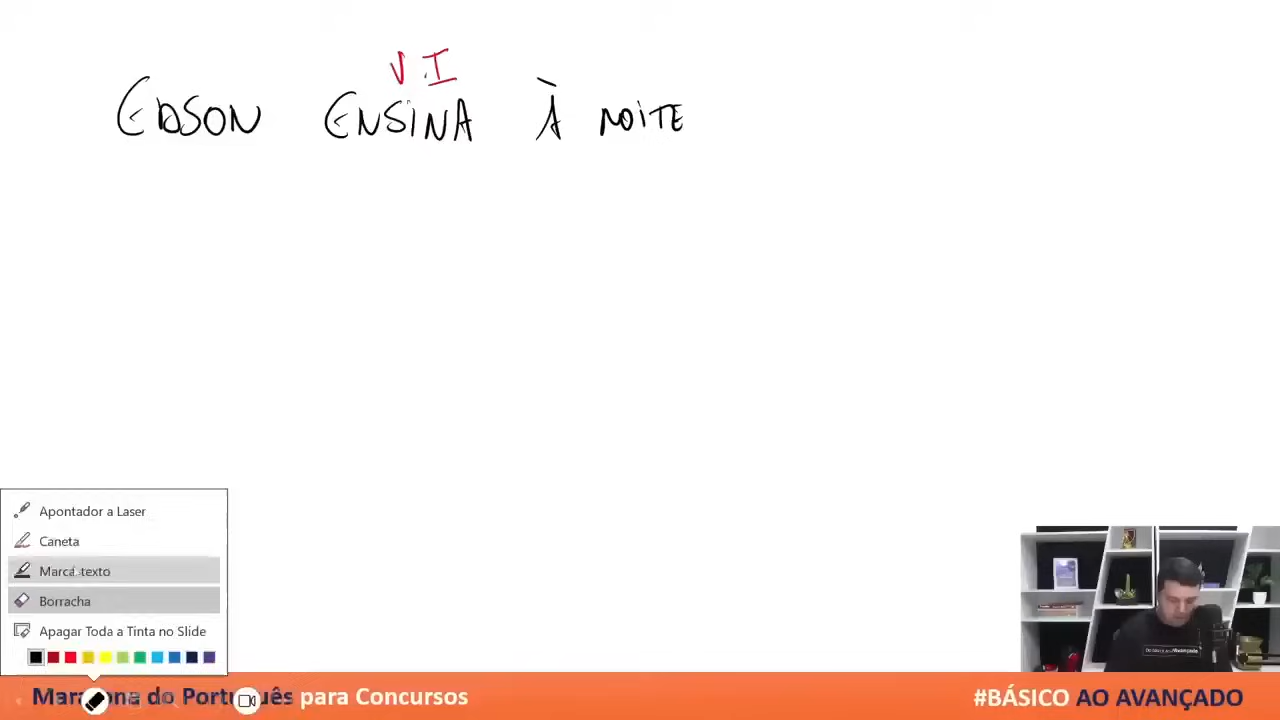 V.I
EDSON ENSINA À NOITE
Apontador a Laser
Caneta
Marca-texto
Borracha
Apagar Toda a Tinta no Slide
para Concursos
#BÁSICO AO AVANÇADO